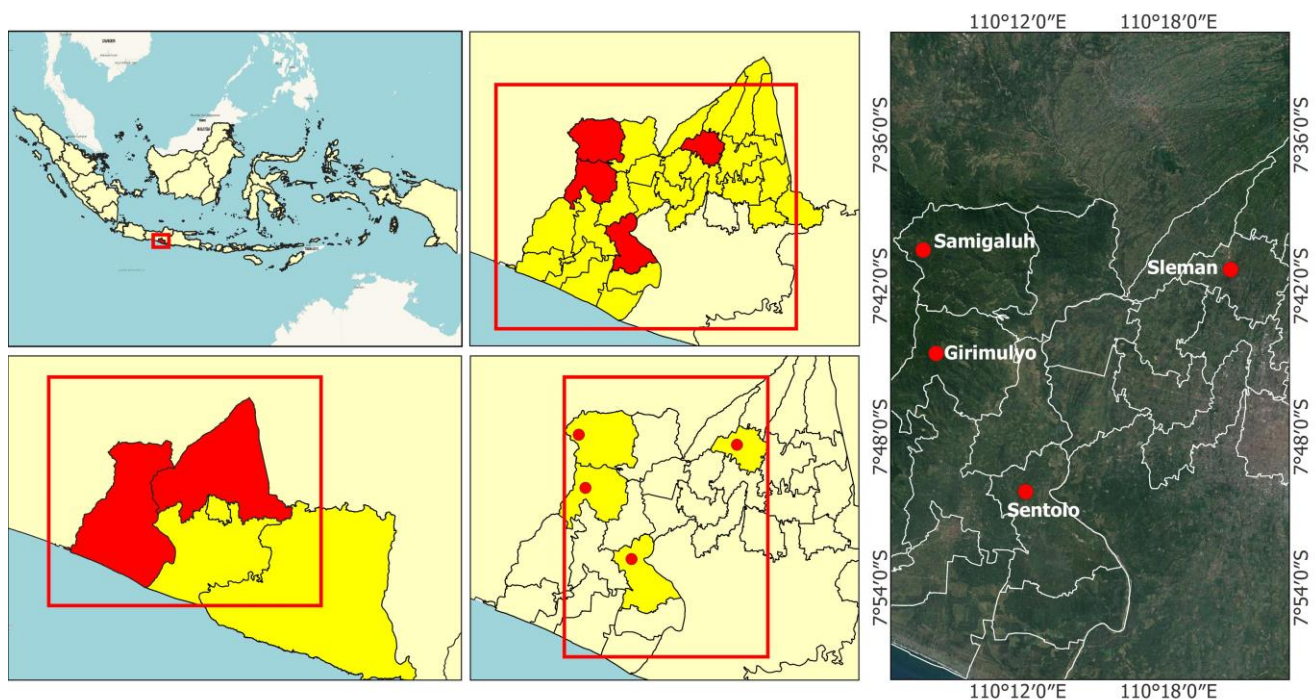 110°12′0″E 110°18′0″E
7°36′0″S
7°36′0″S
Samigaluh
Sleman
7°42′0″S
7°42′0″S
Girimulyo
7°48′0″S
7°48′0″S
Sentolo
7°54′0″S
7°54′0″S
110°12′0″E 110°18′0″E